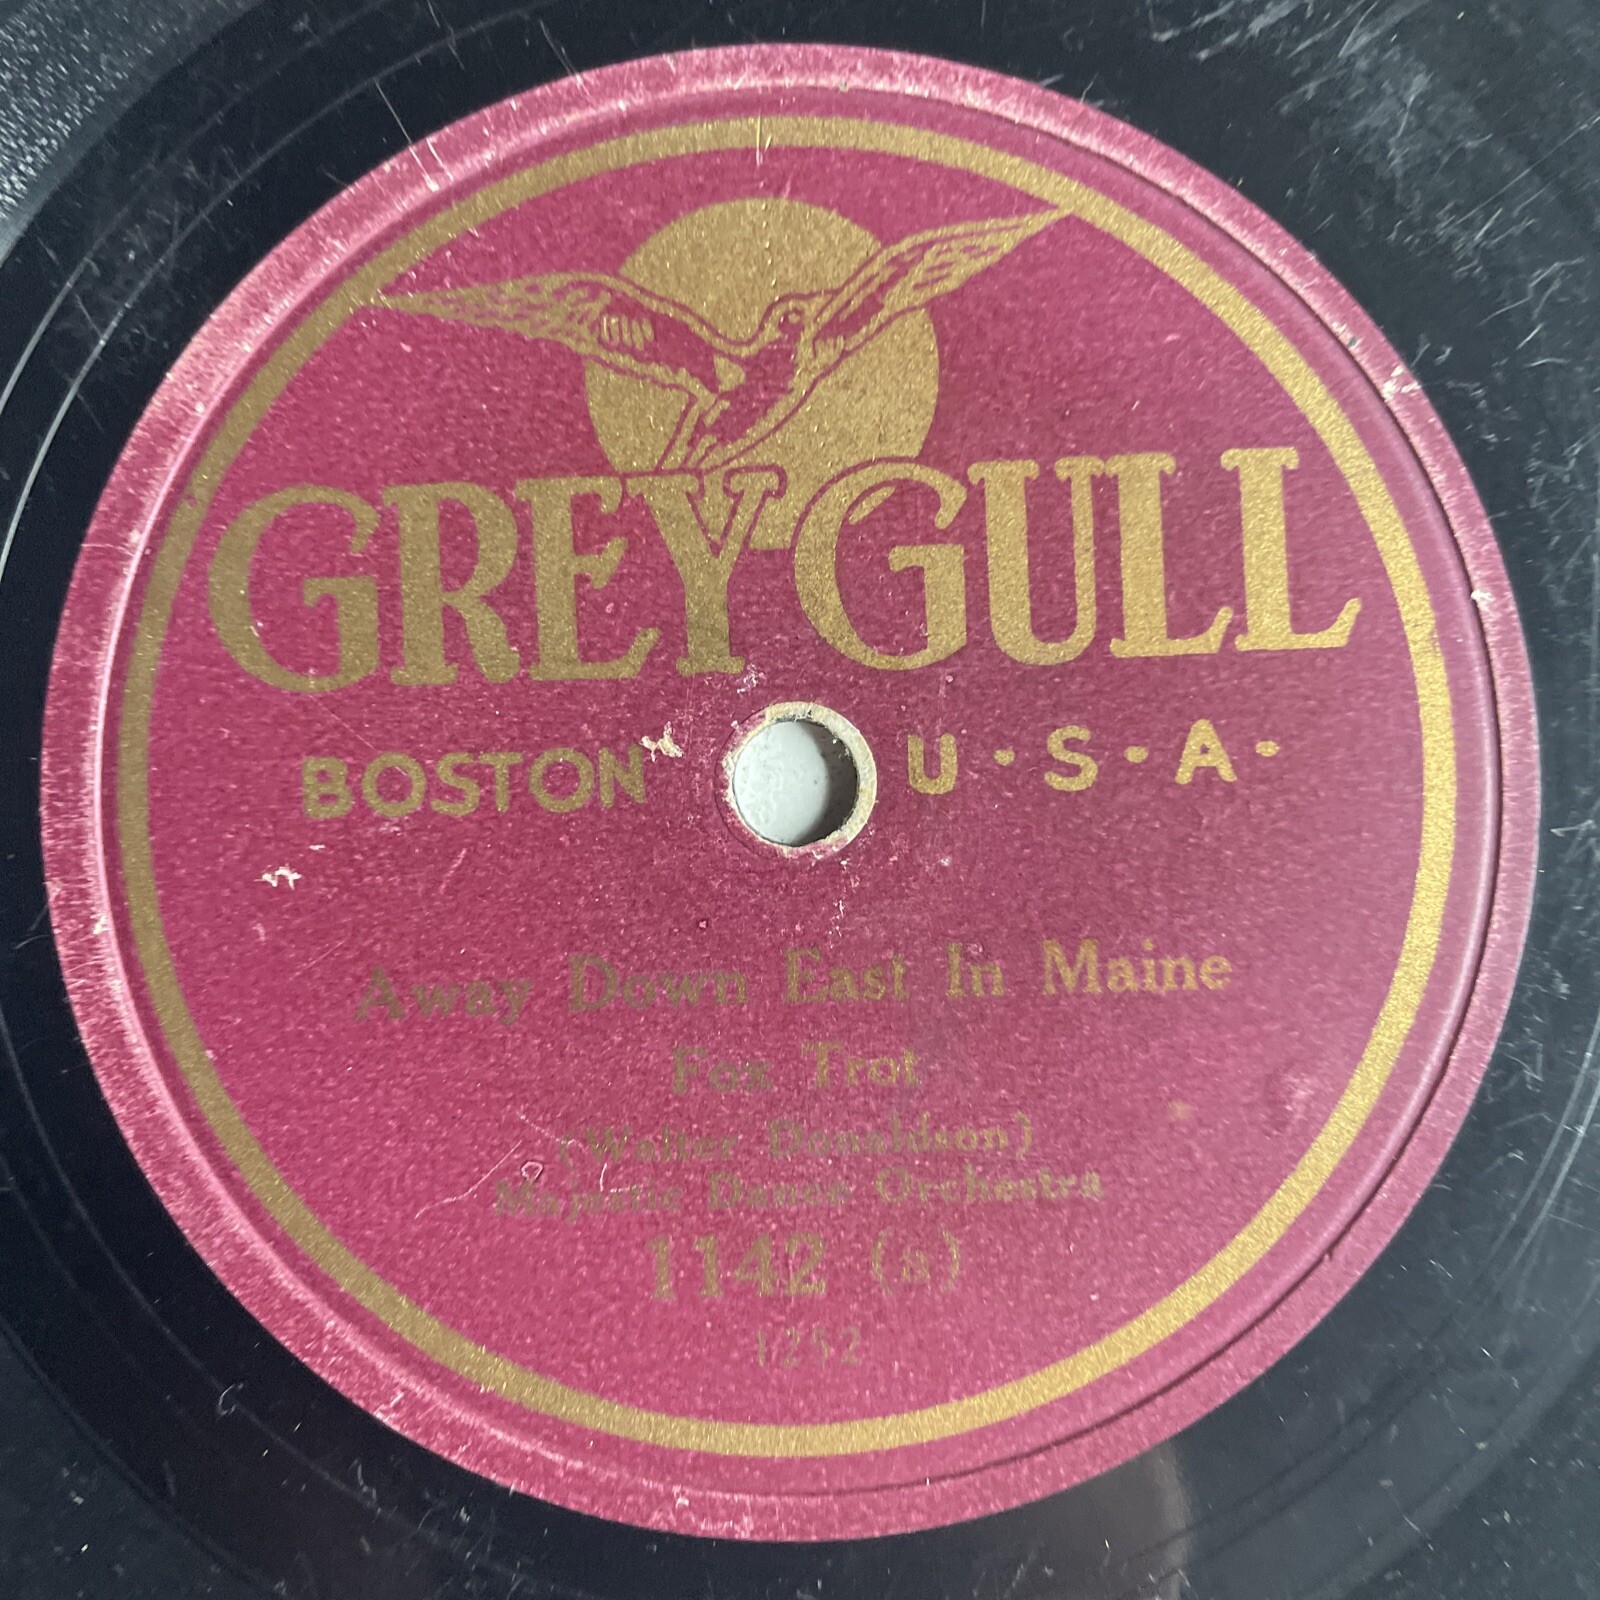 GREY GULL
BOSTON U·S·A·
Away Down East In Maine
Fox Trot
(Walter Donaldson)
Majestic Dance Orchestra
1142 (a)
1252